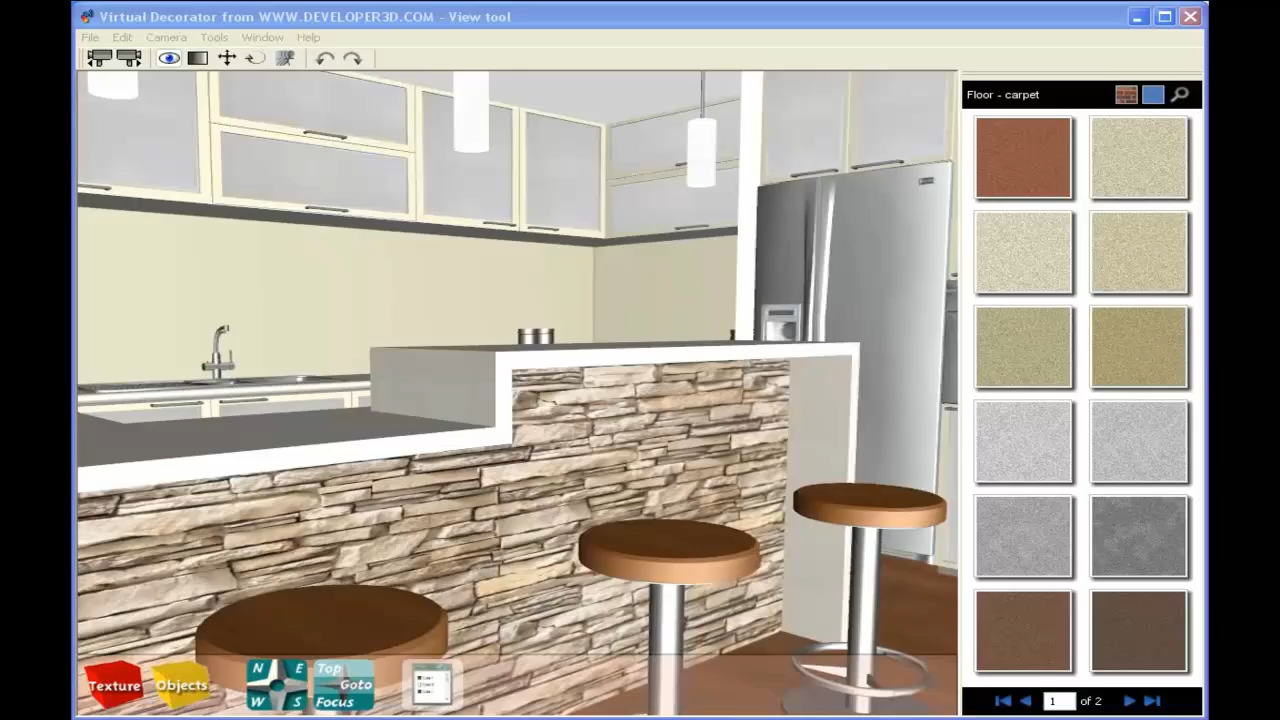 Virtual Decorator from WWW.DEVELOPER3D.COM - View tool
File Edit Camera Tools Window Help
Floor - carpet
Texture
Objects
N E
W S
Top
Goto
Focus
1 of 2